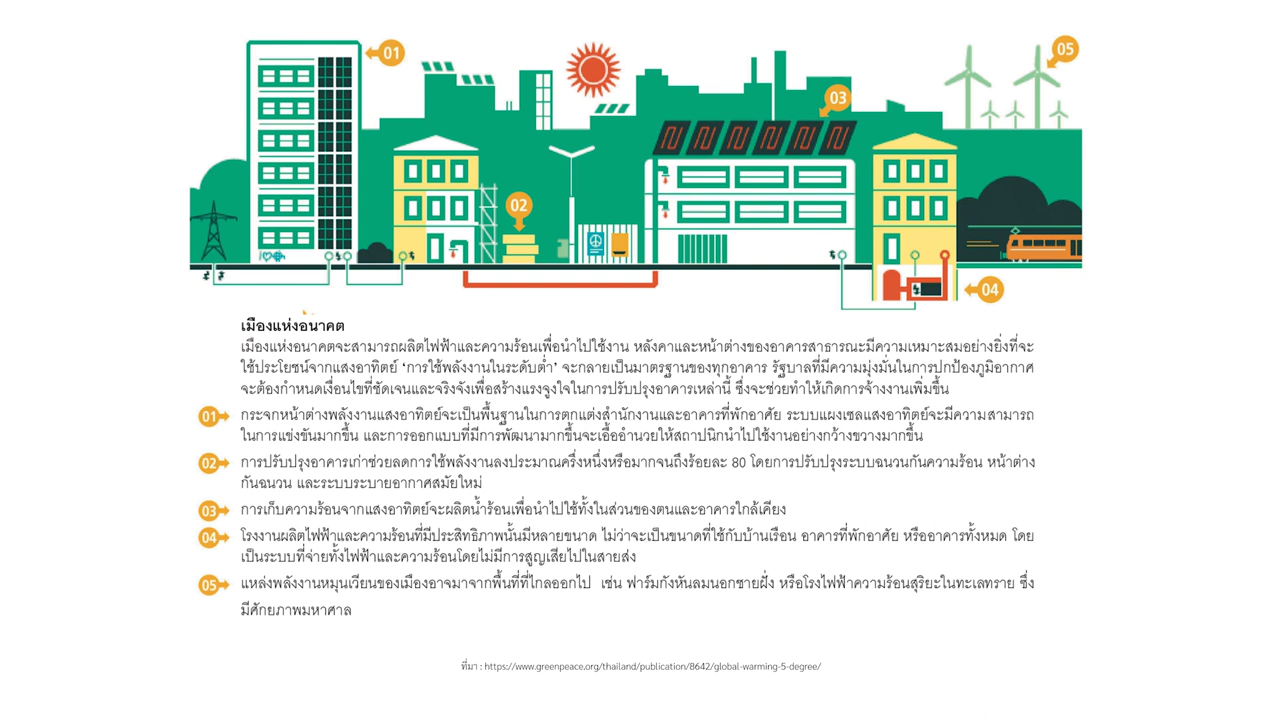 01
05
03
02
04
เมืองแห่งอนาคต
เมืองแห่งอนาคตจะสามารถผลิตไฟฟ้าและความร้อนเพื่อนำไปใช้งาน หลังคาและหน้าต่างของอาคารสาธารณะมีความเหมาะสมอย่างยิ่งที่จะ
ใช้ประโยชน์จากแสงอาทิตย์ ‘การใช้พลังงานในระดับต่ำ’ จะกลายเป็นมาตรฐานของทุกอาคาร รัฐบาลที่มีความมุ่งมั่นในการปกป้องภูมิอากาศ
จะต้องกำหนดเงื่อนไขที่ชัดเจนและจริงจังเพื่อสร้างแรงจูงใจในการปรับปรุงอาคารเหล่านี้ ซึ่งจะช่วยทำให้เกิดการจ้างงานเพิ่มขึ้น
01 กระจกหน้าต่างพลังงานแสงอาทิตย์จะเป็นพื้นฐานในการตกแต่งสำนักงานและอาคารที่พักอาศัย ระบบแผงเซลแสงอาทิตย์จะมีความสามารถ
ในการแข่งขันมากขึ้น และการออกแบบที่มีการพัฒนามากขึ้นจะเอื้ออำนวยให้สถาปนิกนำไปใช้งานอย่างกว้างขวางมากขึ้น
02 การปรับปรุงอาคารเก่าช่วยลดการใช้พลังงานลงประมาณครึ่งหนึ่งหรือมากจนถึงร้อยละ 80 โดยการปรับปรุงระบบฉนวนกันความร้อน หน้าต่าง
กันฉนวน และระบบระบายอากาศสมัยใหม่
03 การเก็บความร้อนจากแสงอาทิตย์จะผลิตน้ำร้อนเพื่อนำไปใช้ทั้งในส่วนของตนและอาคารใกล้เคียง
04 โรงงานผลิตไฟฟ้าและความร้อนที่มีประสิทธิภาพนั้นมีหลายขนาด ไม่ว่าจะเป็นขนาดที่ใช้กับบ้านเรือน อาคารที่พักอาศัย หรืออาคารทั้งหมด โดย
เป็นระบบที่จ่ายทั้งไฟฟ้าและความร้อนโดยไม่มีการสูญเสียไปในสายส่ง
05 แหล่งพลังงานหมุนเวียนของเมืองอาจมาจากพื้นที่ที่ไกลออกไป เช่น ฟาร์มกังหันลมนอกชายฝั่ง หรือโรงไฟฟ้าความร้อนสุริยะในทะเลทราย ซึ่ง
มีศักยภาพมหาศาล
ที่มา : https://www.greenpeace.org/thailand/publication/8642/global-warming-5-degree/